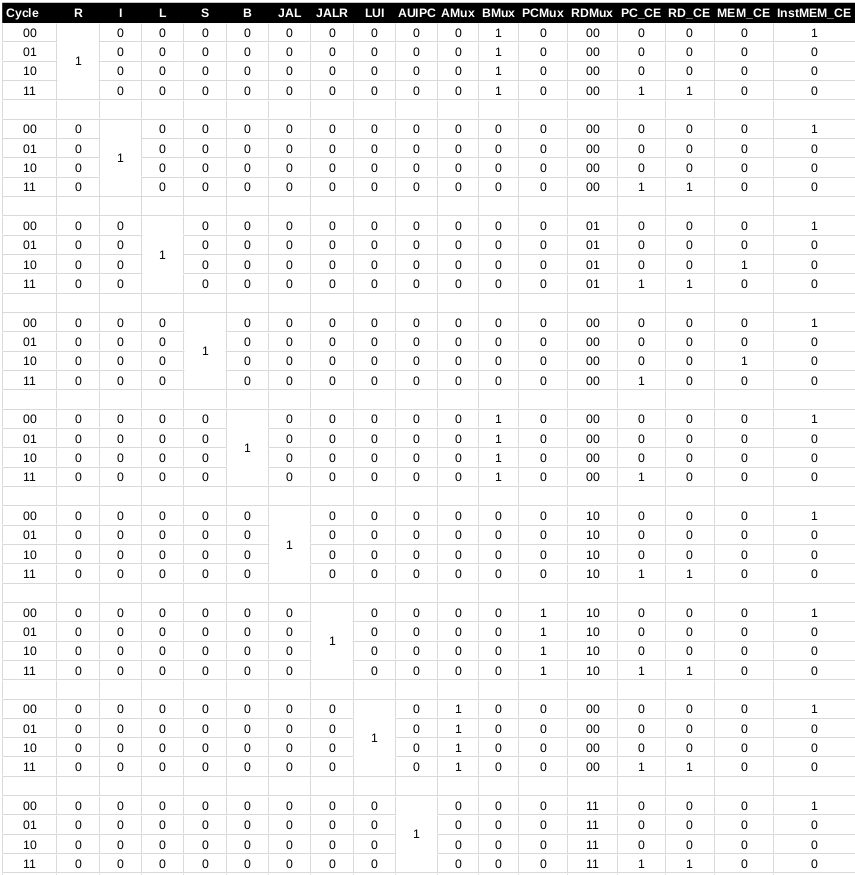 Cycle R I L S B JAL JALR LUI AUIPC AMux BMux PCMux RDMux PC_CE RD_CE MEM_CE InstMEM_CE
00 0 0 0 0 0 0 0 0 0 1 0 00 0 0 0 1
01 0 0 0 0 0 0 0 0 0 1 0 00 0 0 0 0
1
10 0 0 0 0 0 0 0 0 0 1 0 00 0 0 0 0
11 0 0 0 0 0 0 0 0 0 1 0 00 1 1 0 0
00 0 0 0 0 0 0 0 0 0 0 0 00 0 0 0 1
01 0 0 0 0 0 0 0 0 0 0 0 00 0 0 0 0
1
10 0 0 0 0 0 0 0 0 0 0 0 00 0 0 0 0
11 0 0 0 0 0 0 0 0 0 0 0 00 1 1 0 0
00 0 0 0 0 0 0 0 0 0 0 0 01 0 0 0 1
01 0 0 0 0 0 0 0 0 0 0 0 01 0 0 0 0
1
10 0 0 0 0 0 0 0 0 0 0 0 01 0 0 1 0
11 0 0 0 0 0 0 0 0 0 0 0 01 1 1 0 0
00 0 0 0 0 0 0 0 0 0 0 0 00 0 0 0 1
01 0 0 0 0 0 0 0 0 0 0 0 00 0 0 0 0
1
10 0 0 0 0 0 0 0 0 0 0 0 00 0 0 1 0
11 0 0 0 0 0 0 0 0 0 0 0 00 1 0 0 0
00 0 0 0 0 0 0 0 0 0 1 0 00 0 0 0 1
01 0 0 0 0 0 0 0 0 0 1 0 00 0 0 0 0
1
10 0 0 0 0 0 0 0 0 0 1 0 00 0 0 0 0
11 0 0 0 0 0 0 0 0 0 1 0 00 1 0 0 0
00 0 0 0 0 0 0 0 0 0 0 0 10 0 0 0 1
01 0 0 0 0 0 0 0 0 0 0 0 10 0 0 0 0
1
10 0 0 0 0 0 0 0 0 0 0 0 10 0 0 0 0
11 0 0 0 0 0 0 0 0 0 0 0 10 1 1 0 0
00 0 0 0 0 0 0 0 0 0 0 1 10 0 0 0 1
01 0 0 0 0 0 0 0 0 0 0 1 10 0 0 0 0
1
10 0 0 0 0 0 0 0 0 0 0 1 10 0 0 0 0
11 0 0 0 0 0 0 0 0 0 0 1 10 1 1 0 0
00 0 0 0 0 0 0 0 0 1 0 0 00 0 0 0 1
01 0 0 0 0 0 0 0 0 1 0 0 00 0 0 0 0
1
10 0 0 0 0 0 0 0 0 1 0 0 00 0 0 0 0
11 0 0 0 0 0 0 0 0 1 0 0 00 1 1 0 0
00 0 0 0 0 0 0 0 0 0 0 0 11 0 0 0 1
01 0 0 0 0 0 0 0 0 0 0 0 11 0 0 0 0
1
10 0 0 0 0 0 0 0 0 0 0 0 11 0 0 0 0
11 0 0 0 0 0 0 0 0 0 0 0 11 1 1 0 0